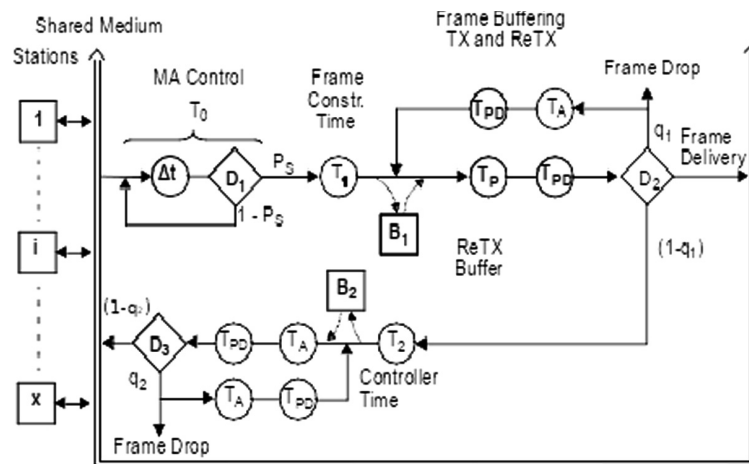 Shared Medium
Stations
Frame Buffering
TX and ReTX
MA Control
T0
Frame
Constr.
Time
Frame Drop
1
TPD
TA
q1
Frame
Delivery
Δt
D1
PS
T1
TP
TPD
D2
1 - PS
B1
ReTX
Buffer
(1-q1)
i
B2
(1-q2)
D3
TPD
TA
T2
q2
TA
TPD
Controller
Time
x
Frame Drop